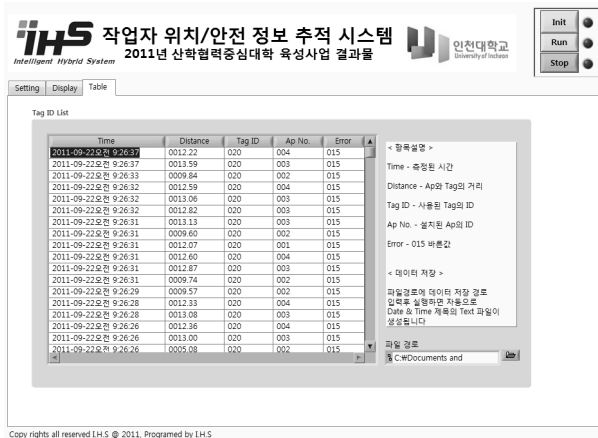 IHS
Intelligent Hybrid System
작업자 위치/안전 정보 추적 시스템
2011년 산학협력중심대학 육성사업 결과물
인천대학교
University of Incheon
Init
Run
Stop
Setting Display Table
Tag ID List
Time Distance Tag ID Ap No. Error
2011-09-22오전 9:26:37 0012.22 020 004 015
2011-09-22오전 9:26:37 0013.59 020 003 015
2011-09-22오전 9:26:33 0009.84 020 002 015
2011-09-22오전 9:26:32 0012.59 020 004 015
2011-09-22오전 9:26:32 0013.06 020 003 015
2011-09-22오전 9:26:32 0012.82 020 003 015
2011-09-22오전 9:26:31 0013.13 020 003 015
2011-09-22오전 9:26:31 0009.60 020 002 015
2011-09-22오전 9:26:31 0012.07 020 001 015
2011-09-22오전 9:26:31 0012.60 020 004 015
2011-09-22오전 9:26:31 0012.87 020 003 015
2011-09-22오전 9:26:31 0009.74 020 002 015
2011-09-22오전 9:26:29 0009.57 020 002 015
2011-09-22오전 9:26:28 0012.33 020 004 015
2011-09-22오전 9:26:28 0013.08 020 003 015
2011-09-22오전 9:26:26 0012.36 020 004 015
2011-09-22오전 9:26:26 0013.00 020 003 015
2011-09-22오전 9:26:26 0005.08 020 002 015
< 항목설명 >
Time - 측정된 시간
Distance - Ap와 Tag의 거리
Tag ID - 사용된 Tag의 ID
Ap No. - 설치된 Ap의 ID
Error - 015 바른값
< 데이터 저장 >
파일경로에 데이터 저장 경로
입력후 실행하면 자동으로
Date & Time 제목의 Text 파일이
생성됩니다
파일 경로
C:₩Documents and
Copy rights all reserved I.H.S @ 2011, Programed by I.H.S